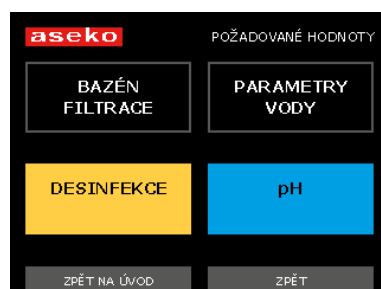 aseko
POŽADOVANÉ HODNOTY
BAZÉN
FILTRACE
PARAMETRY
VODY
DESINFEKCE
pH
ZPĚT NA ÚVOD
ZPĚT